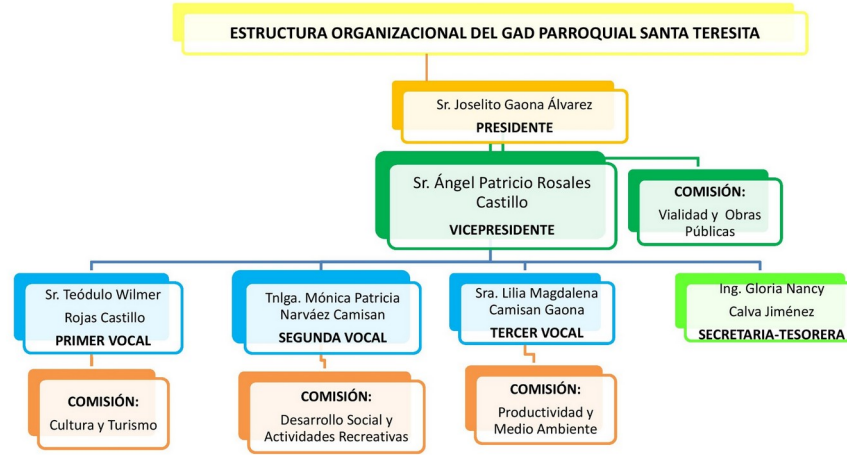 ESTRUCTURA ORGANIZACIONAL DEL GAD PARROQUIAL SANTA TERESITA
Sr. Joselito Gaona Álvarez
PRESIDENTE
Sr. Ángel Patricio Rosales
Castillo
VICEPRESIDENTE
COMISIÓN:
Vialidad y Obras
Públicas
Sr. Teódulo Wilmer
Rojas Castillo
PRIMER VOCAL
Tnlga. Mónica Patricia
Narváez Camisan
SEGUNDA VOCAL
Sra. Lilia Magdalena
Camisan Gaona
TERCER VOCAL
Ing. Gloria Nancy
Calva Jiménez
SECRETARIA-TESORERA
COMISIÓN:
Cultura y Turismo
COMISIÓN:
Desarrollo Social y
Actividades Recreativas
COMISIÓN:
Productividad y
Medio Ambiente